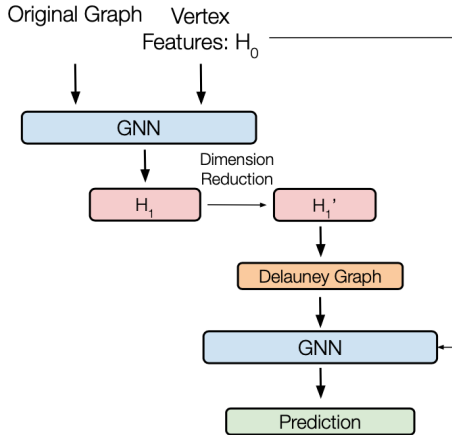 Original Graph
Vertex
Features: H₀
GNN
Dimension
Reduction
H₁
H₁’
Delauney Graph
GNN
Prediction